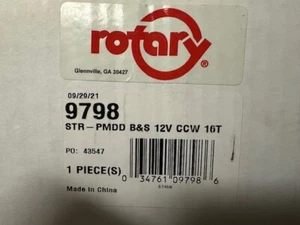 rotary
Glennville, GA 30427
09/29/21
9798
STR-PMDD B&S 12V CCW 16T
PO: 43547
1 PIECE(S)
Made in China
0 34761 09798 6